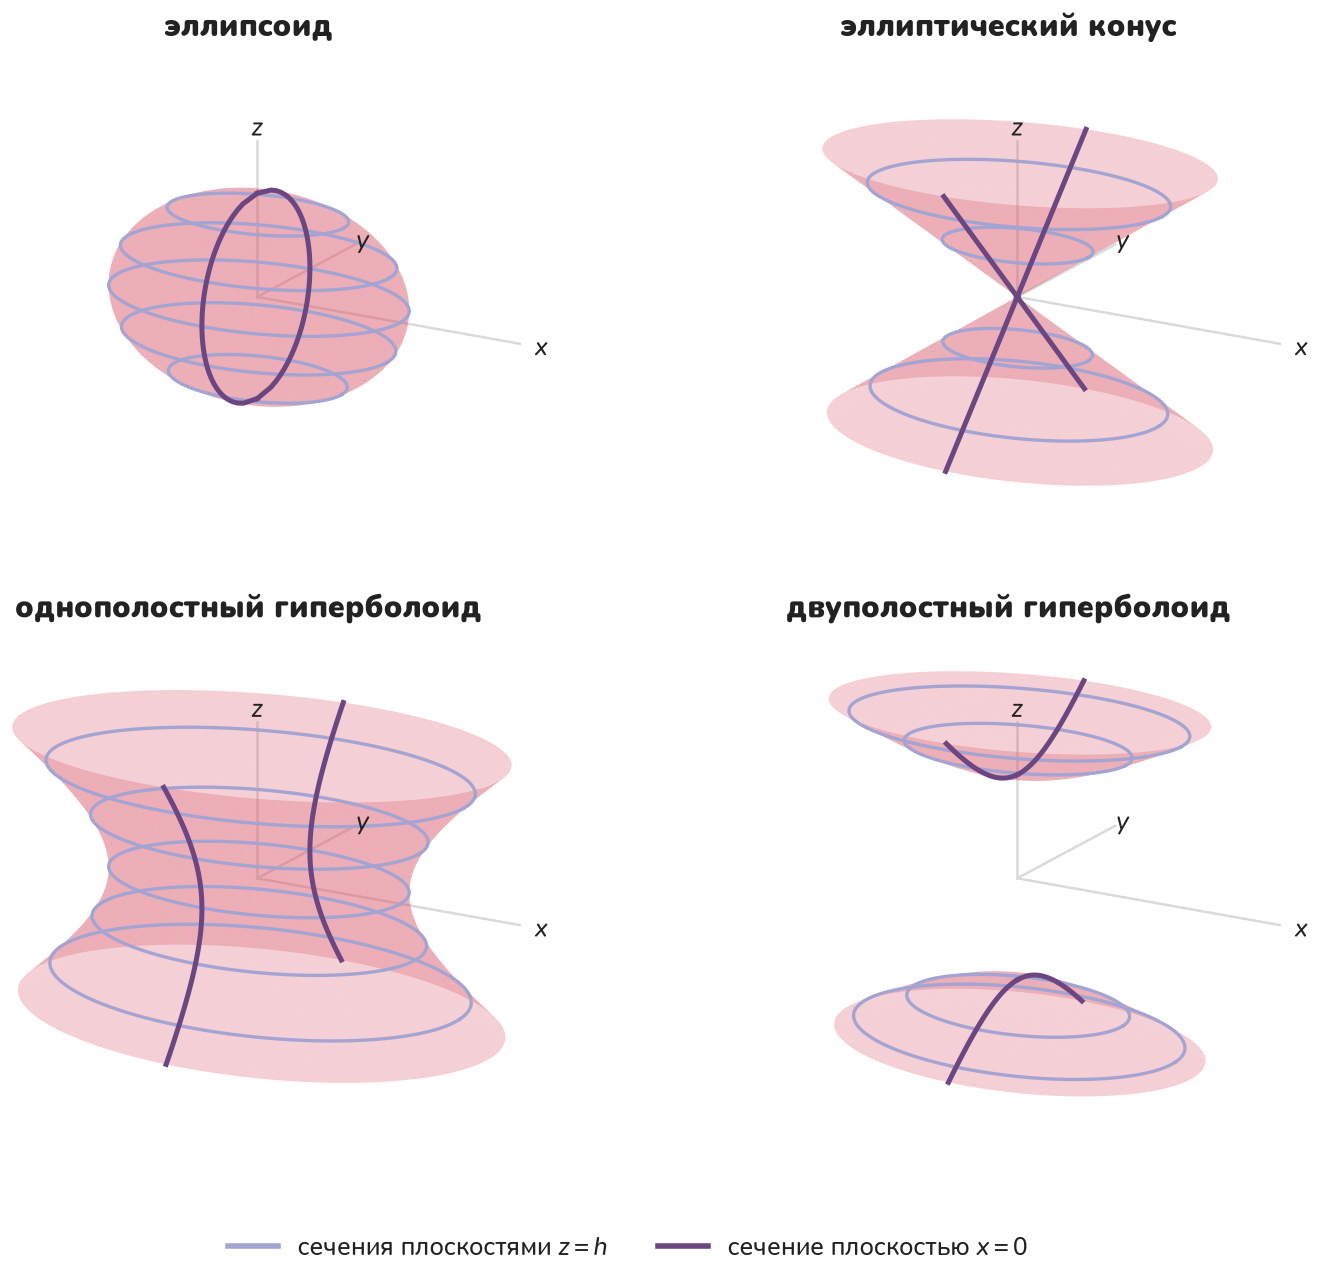 эллипсоид
эллиптический конус
z
y
x
z
y
x
однополостный гиперболоид
двуполостный гиперболоид
z
y
x
z
y
x
сечения плоскостями z = h
сечение плоскостью x = 0